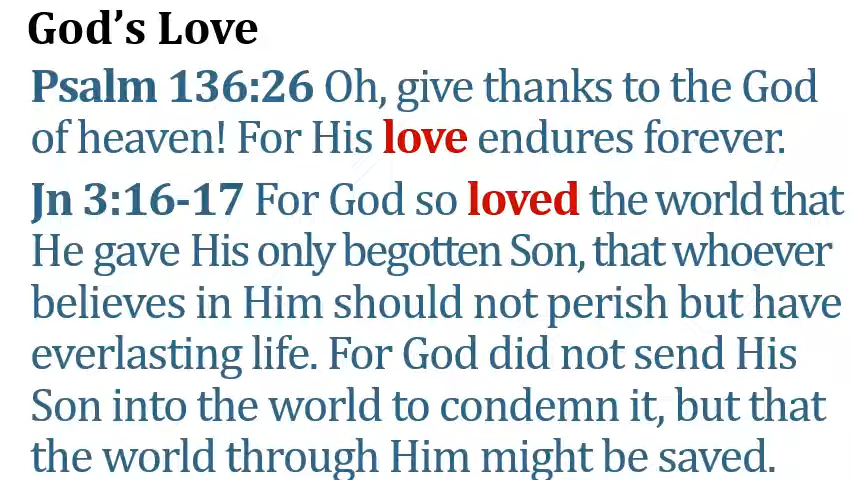 God’s Love
Psalm 136:26 Oh, give thanks to the God
of heaven! For His love endures forever.
Jn 3:16-17 For God so loved the world that
He gave His only begotten Son, that whoever
believes in Him should not perish but have
everlasting life. For God did not send His
Son into the world to condemn it, but that
the world through Him might be saved.